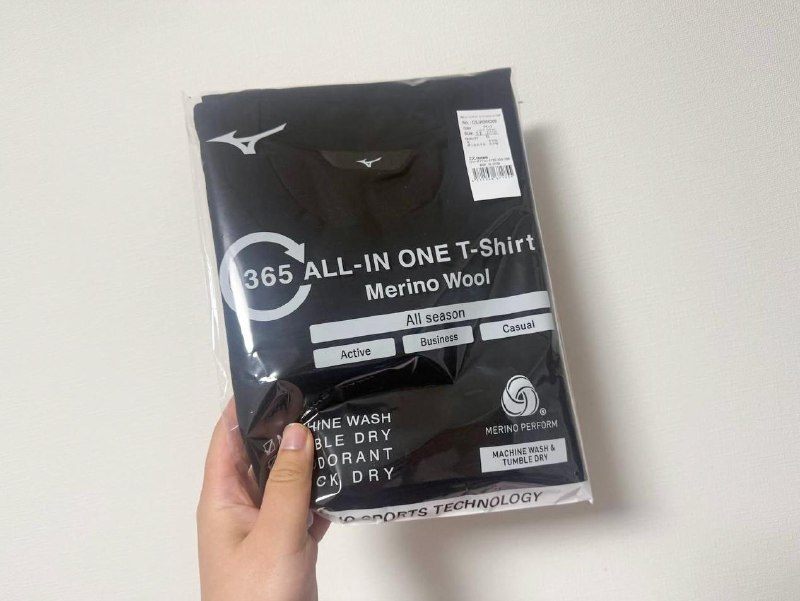 365 ALL-IN ONE T-Shirt
Merino Wool
All season
Active
Business
Casual
HINE WASH
BLE DRY
DORANT
CK DRY
®
MERINO PERFORM
MACHINE WASH &
TUMBLE DRY
SPORTS TECHNOLOGY